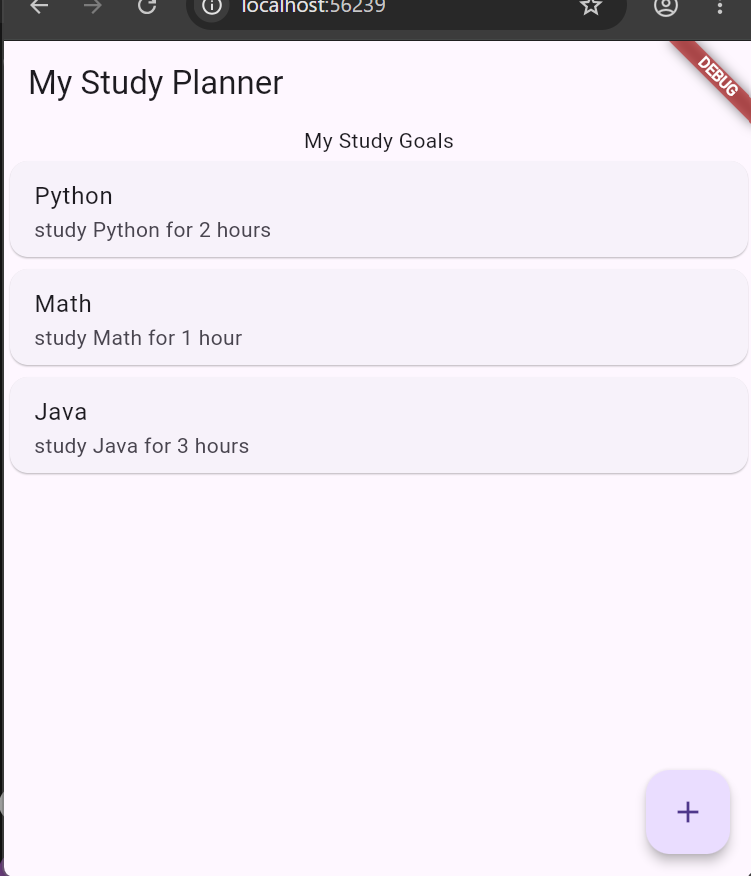 localhost:56239
DEBUG
My Study Planner
My Study Goals
Python
study Python for 2 hours
Math
study Math for 1 hour
Java
study Java for 3 hours